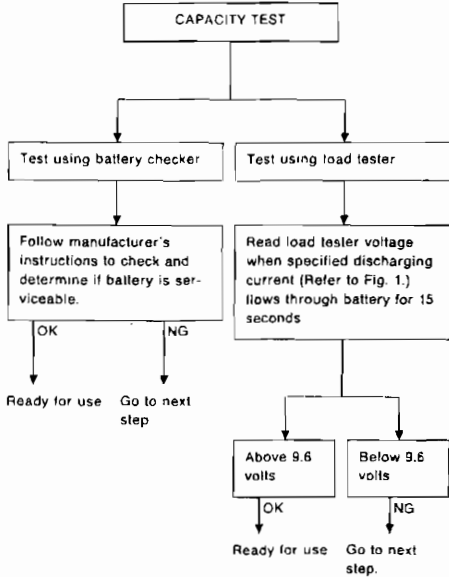 CAPACITY TEST
Test using battery checker
Test using load tester
Follow manufacturer's
instructions to check and
determine if battery is ser-
viceable.
Read load tester voltage
when specified discharging
current (Refer to Fig. 1.)
flows through battery for 15
seconds
OK
NG
Ready for use
Go to next
step
Above 9.6
volts
Below 9.6
volts
OK
NG
Ready for use
Go to next
step.